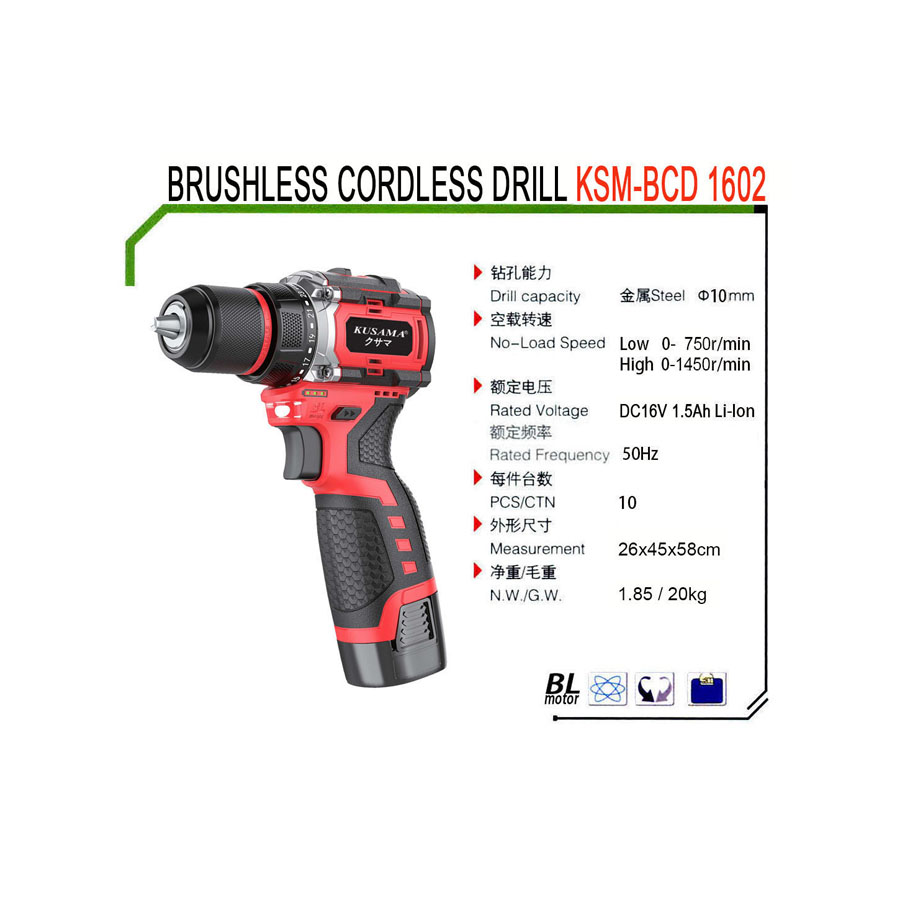 BRUSHLESS CORDLESS DRILL KSM-BCD 1602
KUSAMA®
クサマ
21
19
17
15
钻孔能力
Drill capacity 金属Steel Φ10mm
空载转速
No-Load Speed Low 0- 750r/min
High 0-1450r/min
额定电压
Rated Voltage DC16V 1.5Ah Li-Ion
额定频率
Rated Frequency 50Hz
每件台数
PCS/CTN 10
外形尺寸
Measurement 26x45x58cm
净重/毛重
N.W./G.W. 1.85 / 20kg
BL
motor